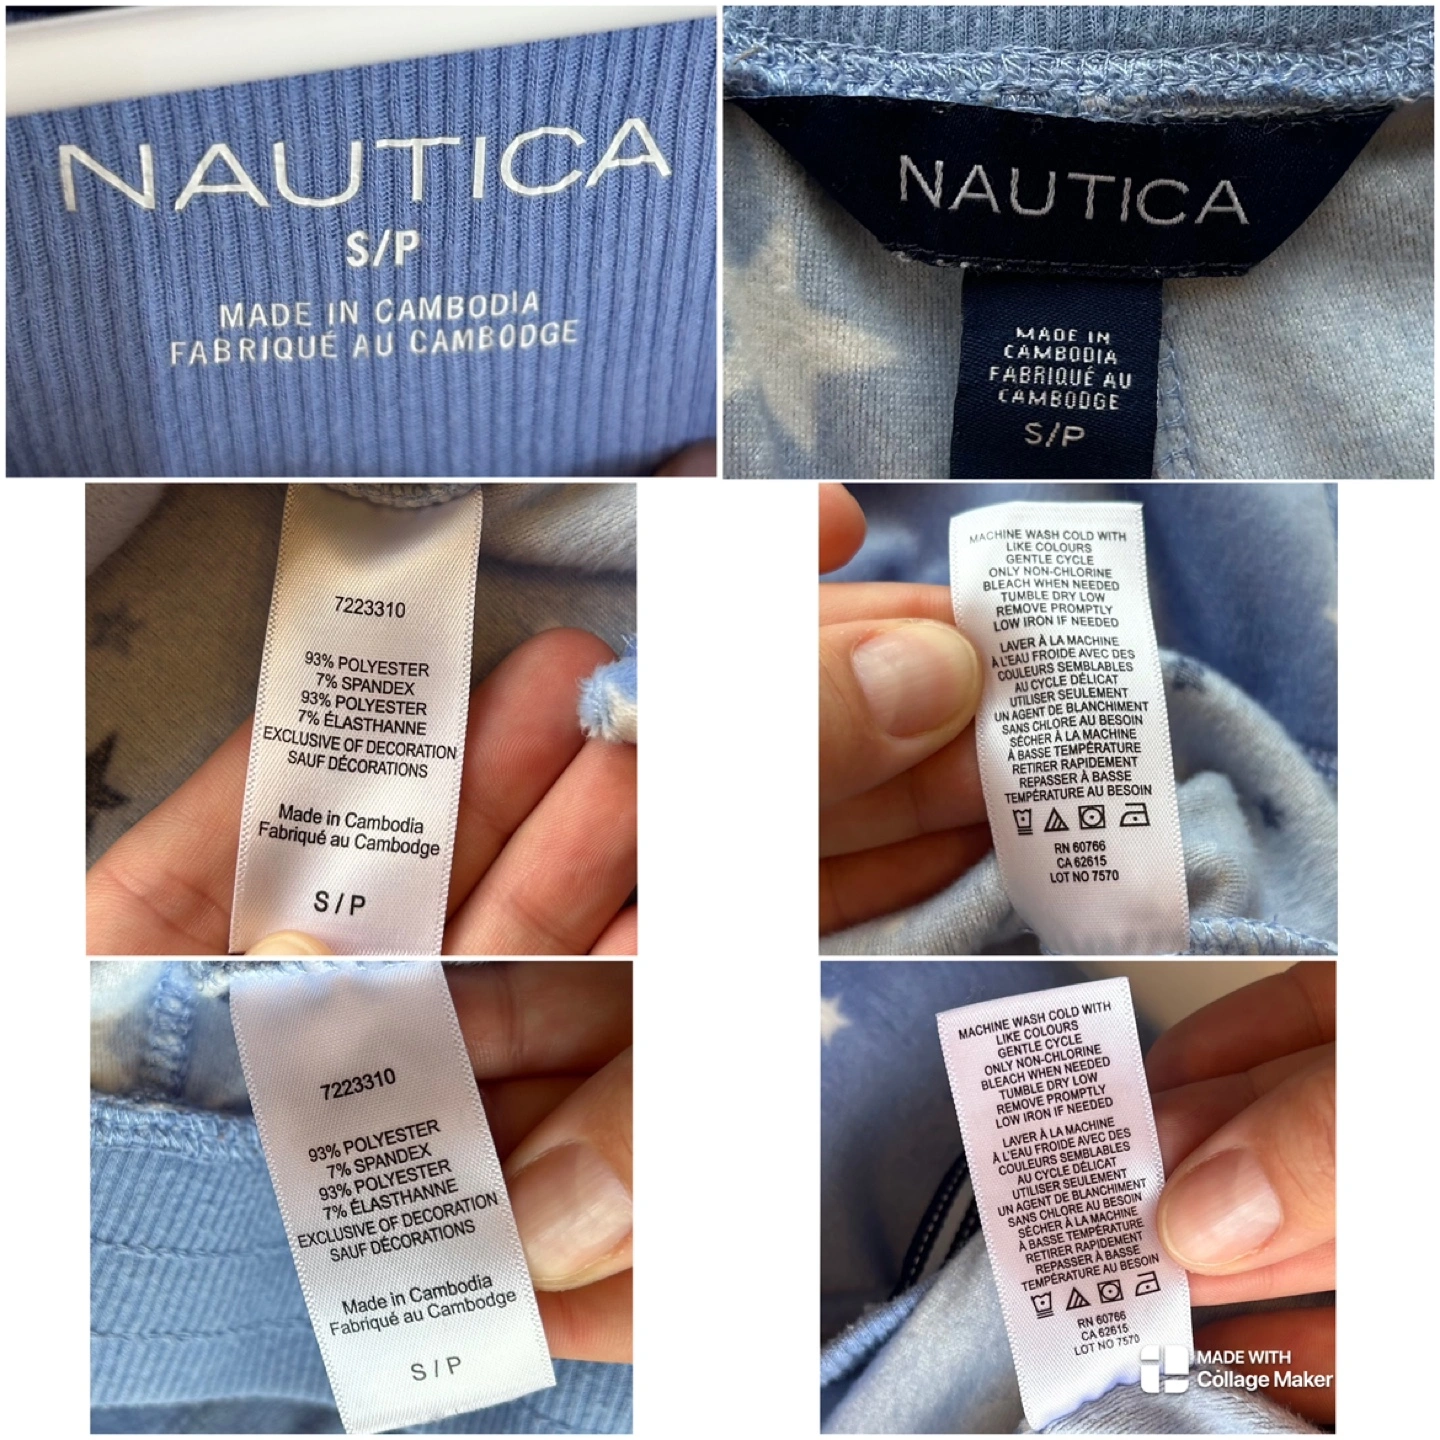 NAUTICA
S/P
MADE IN CAMBODIA
FABRIQUÉ AU CAMBODGE
NAUTICA
MADE IN
CAMBODIA
FABRIQUÉ AU
CAMBODGE
S/P
7223310
93% POLYESTER
7% SPANDEX
93% POLYESTER
7% ÉLASTHANNE
EXCLUSIVE OF DECORATION
SAUF DÉCORATIONS
Made in Cambodia
Fabriqué au Cambodge
S / P
MACHINE WASH COLD WITH
LIKE COLOURS
GENTLE CYCLE
ONLY NON-CHLORINE
BLEACH WHEN NEEDED
TUMBLE DRY LOW
REMOVE PROMPTLY
LOW IRON IF NEEDED
LAVER À LA MACHINE
À L'EAU FROIDE AVEC DES
COULEURS SEMBLABLES
AU CYCLE DÉLICAT
UTILISER SEULEMENT
UN AGENT DE BLANCHIMENT
SANS CHLORE AU BESOIN
SÉCHER À LA MACHINE
À BASSE TEMPÉRATURE
RETIRER RAPIDEMENT
REPASSER À BASSE
TEMPÉRATURE AU BESOIN
RN 60766
CA 62615
LOT NO 7570
7223310
93% POLYESTER
7% SPANDEX
93% POLYESTER
7% ÉLASTHANNE
EXCLUSIVE OF DECORATION
SAUF DÉCORATIONS
Made in Cambodia
Fabriqué au Cambodge
S / P
MACHINE WASH COLD WITH
LIKE COLOURS
GENTLE CYCLE
ONLY NON-CHLORINE
BLEACH WHEN NEEDED
TUMBLE DRY LOW
REMOVE PROMPTLY
LOW IRON IF NEEDED
LAVER À LA MACHINE
À L'EAU FROIDE AVEC DES
COULEURS SEMBLABLES
AU CYCLE DÉLICAT
UTILISER SEULEMENT
UN AGENT DE BLANCHIMENT
SANS CHLORE AU BESOIN
SÉCHER À LA MACHINE
À BASSE TEMPÉRATURE
RETIRER RAPIDEMENT
REPASSER À BASSE
TEMPÉRATURE AU BESOIN
RN 60766
CA 62615
LOT NO 7570
MADE WITH
Collage Maker